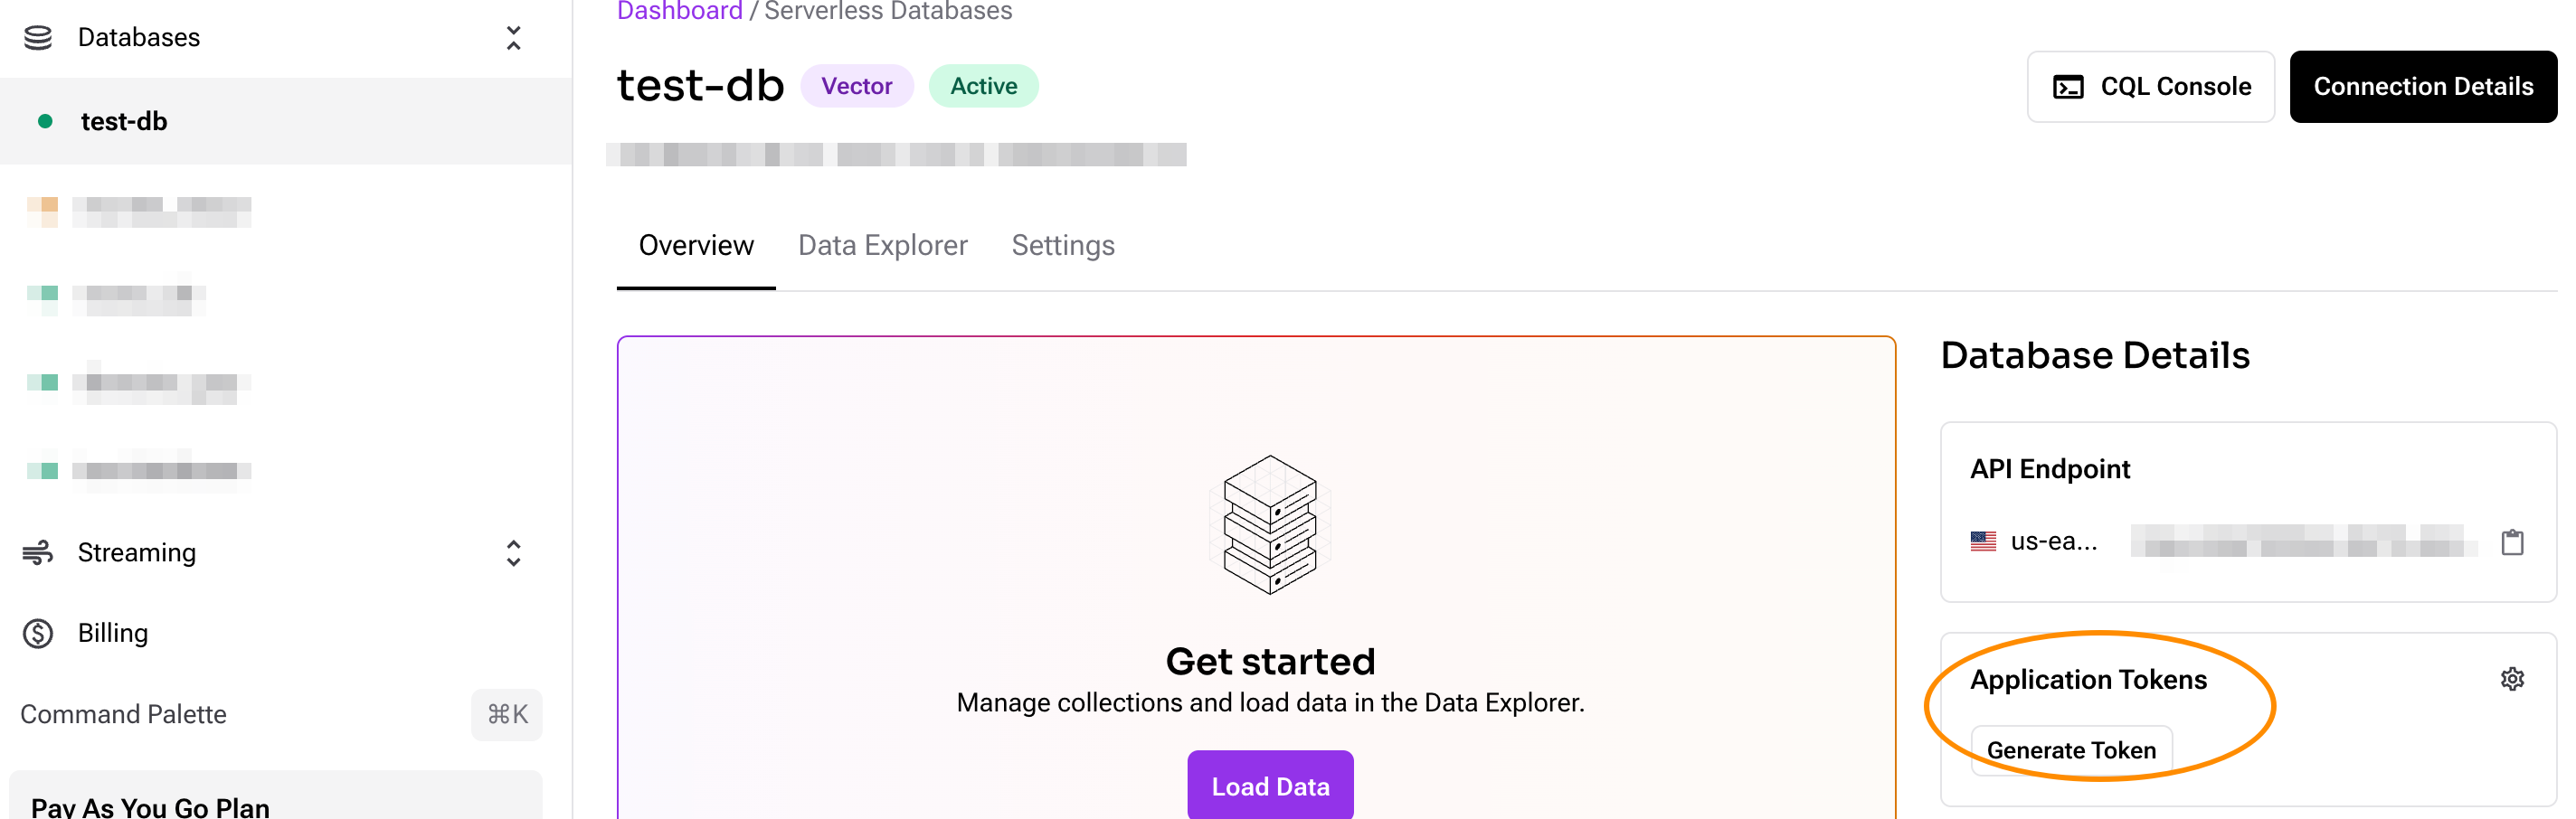 Databases
test-db
Streaming
Billing
Command Palette
⌘K
Pay As You Go Plan
Dashboard / Serverless Databases
test-db
Vector
Active
CQL Console
Connection Details
Overview
Data Explorer
Settings
Get started
Manage collections and load data in the Data Explorer.
Load Data
Database Details
API Endpoint
us-ea...
Application Tokens
Generate Token